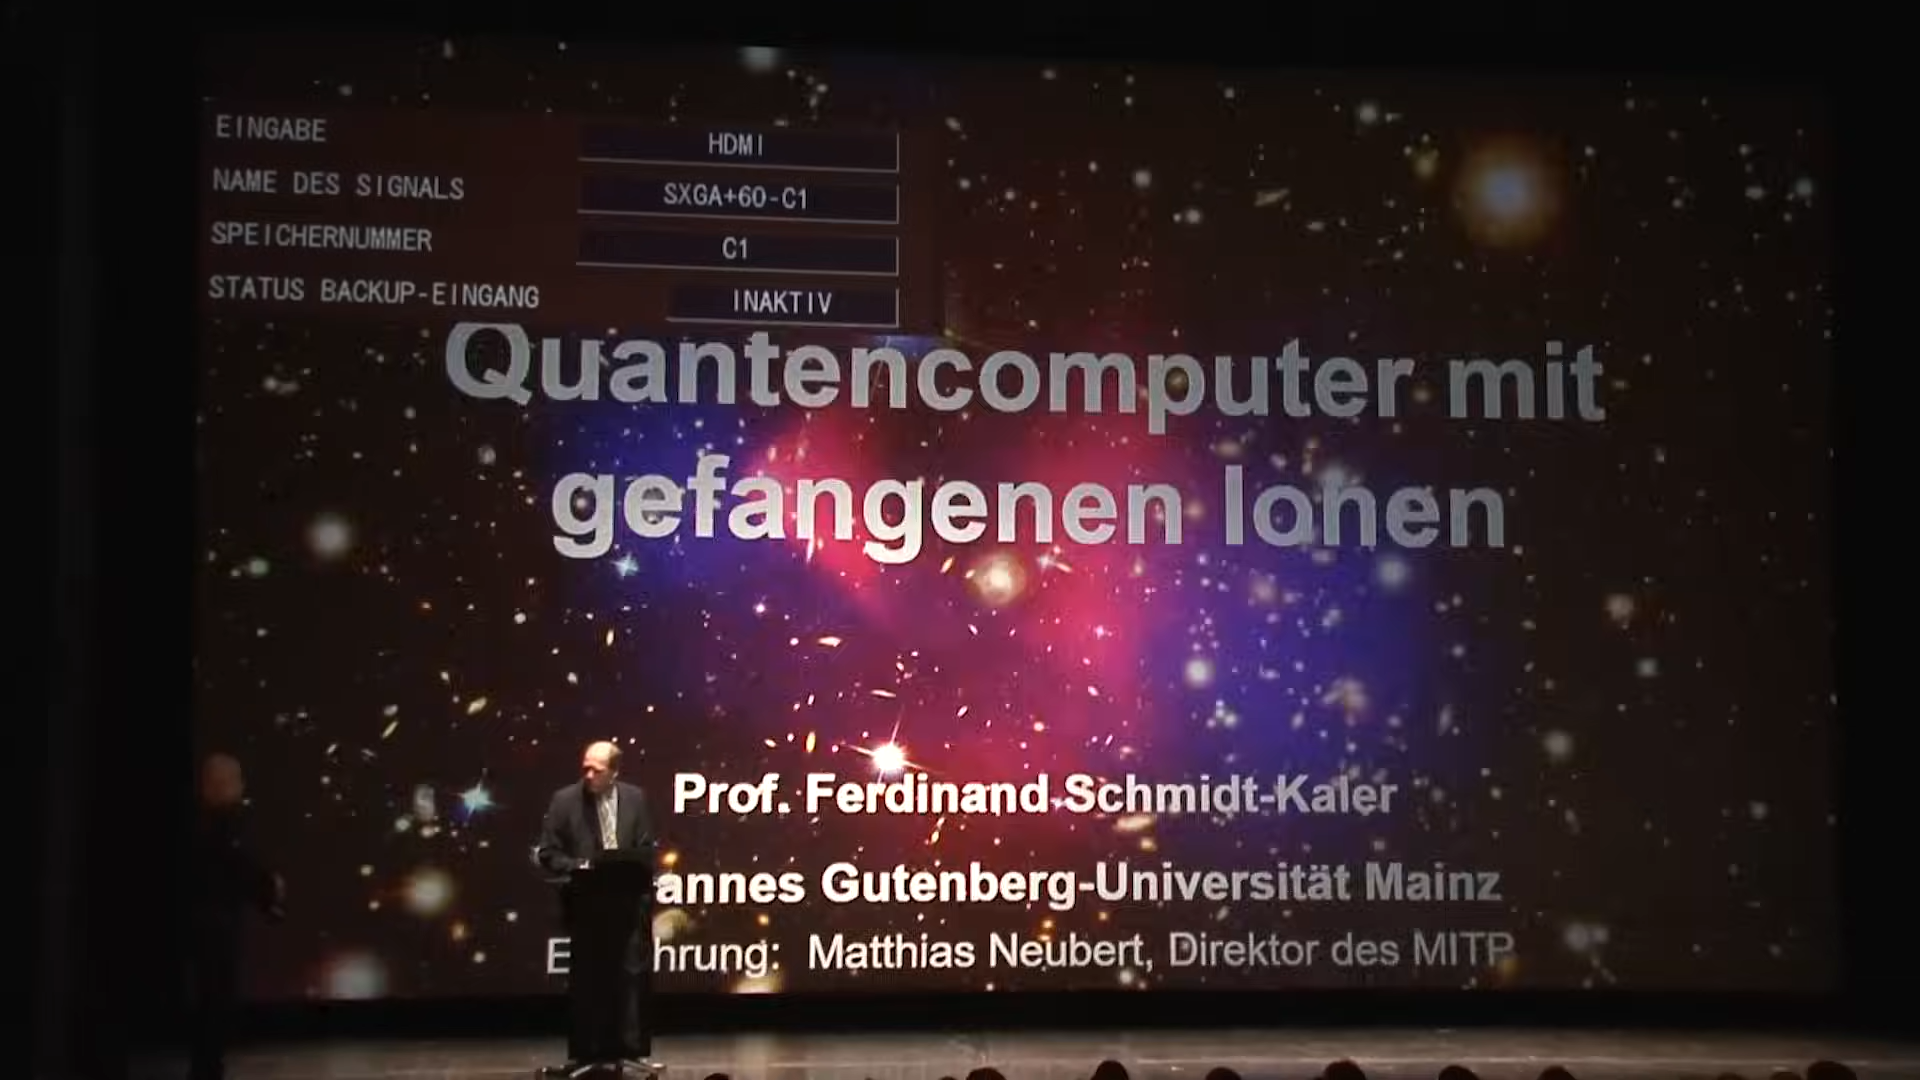 EINGABE HDMI
NAME DES SIGNALS SXGA+60-C1
SPEICHERNUMMER C1
STATUS BACKUP-EINGANG INAKTIV
Quantencomputer mit
gefangenen Ionen
Prof. Ferdinand Schmidt-Kaler
annes Gutenberg-Universität Mainz
E hrung: Matthias Neubert, Direktor des MITP